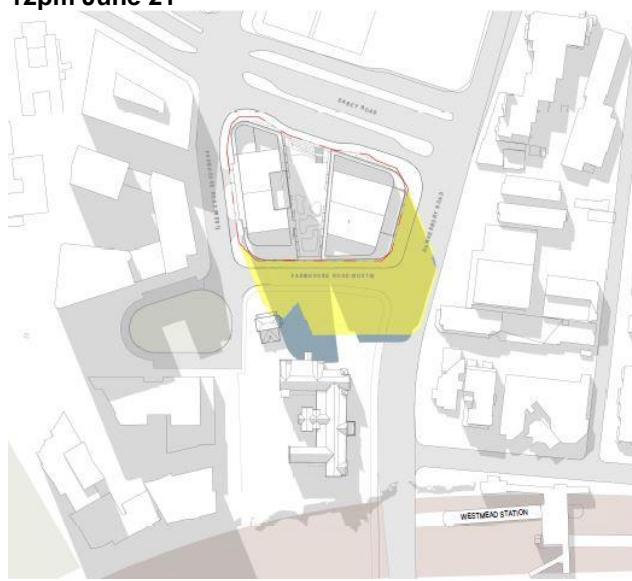 12pm June 21
DARCY ROAD
HAWKESBURY ROAD
FARMHOUSE ROAD NORTH
WESTMEAD STATION